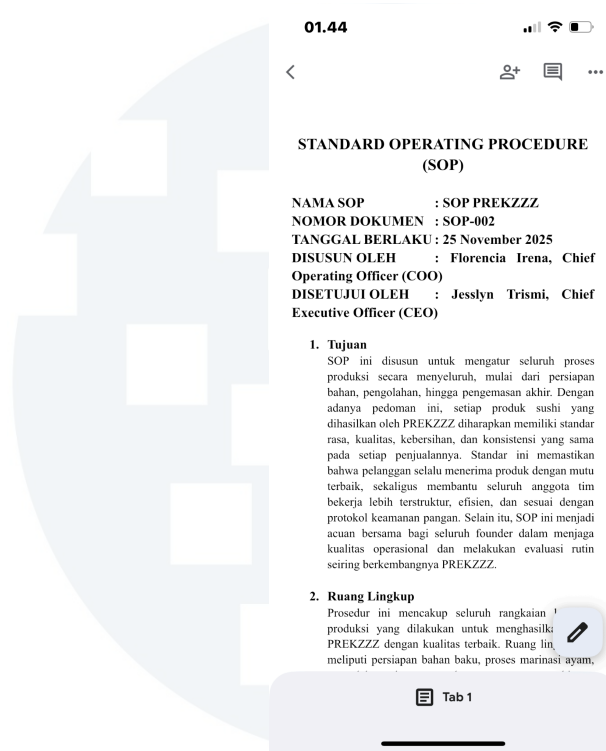 01.44
STANDARD OPERATING PROCEDURE
(SOP)
NAMA SOP : SOP PREKZZZ
NOMOR DOKUMEN : SOP-002
TANGGAL BERLAKU : 25 November 2025
DISUSUN OLEH : Florencia Irena, Chief
Operating Officer (COO)
DISETUJUI OLEH : Jesslyn Trismi, Chief
Executive Officer (CEO)
1. Tujuan
SOP ini disusun untuk mengatur seluruh proses
produksi secara menyeluruh, mulai dari persiapan
bahan, pengolahan, hingga pengemasan akhir. Dengan
adanya pedoman ini, setiap produk sushi yang
dihasilkan oleh PREKZZZ diharapkan memiliki standar
rasa, kualitas, kebersihan, dan konsistensi yang sama
pada setiap penjualannya. Standar ini memastikan
bahwa pelanggan selalu menerima produk dengan mutu
terbaik, sekaligus membantu seluruh anggota tim
bekerja lebih terstruktur, efisien, dan sesuai dengan
protokol keamanan pangan. Selain itu, SOP ini menjadi
acuan bersama bagi seluruh founder dalam menjaga
kualitas operasional dan melakukan evaluasi rutin
seiring berkembangnya PREKZZZ.
2. Ruang Lingkup
Prosedur ini mencakup seluruh rangkaian
produksi yang dilakukan untuk
PREKZZZ dengan kualitas terbaik. Ruang
meliputi persiapan bahan baku, proses marinasi ayam,
Tab 1